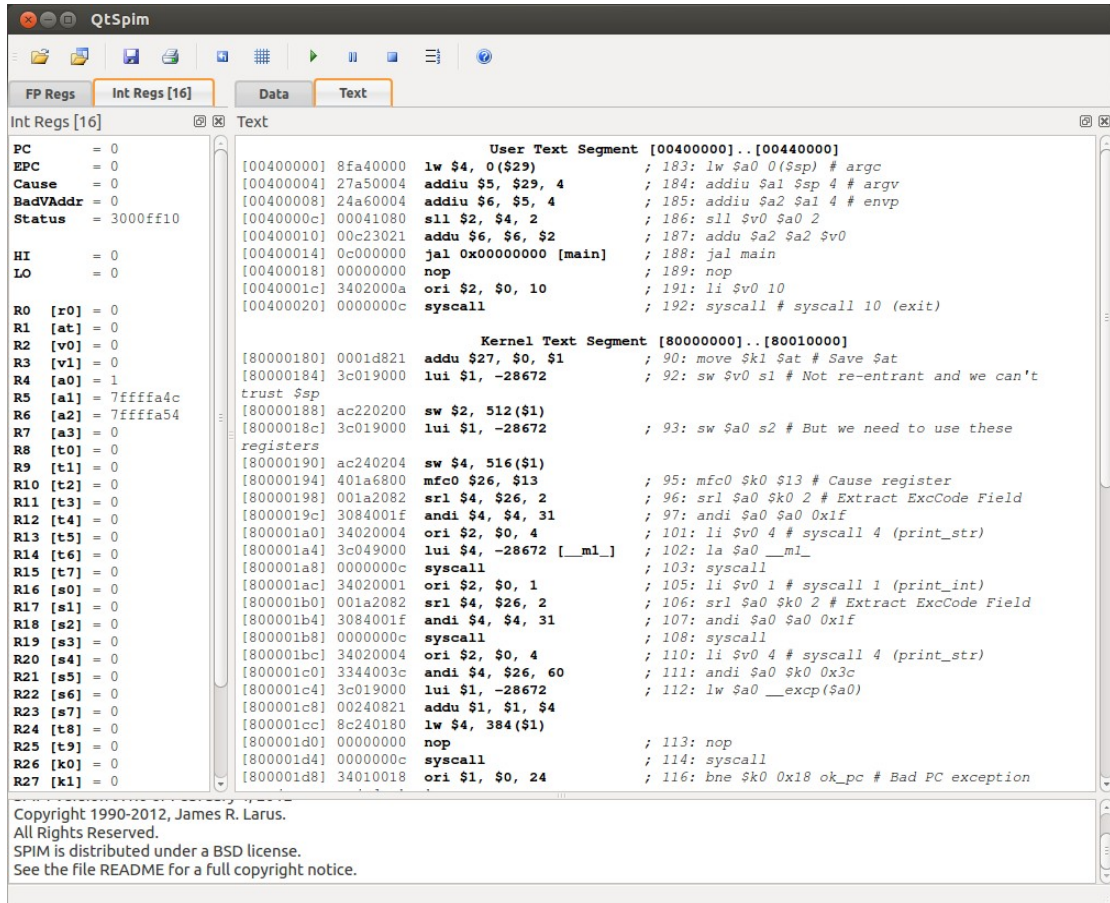 QtSpim
FP Regs
Int Regs [16]
Data
Text
Int Regs [16]
PC = 0
EPC = 0
Cause = 0
BadVAddr = 0
Status = 3000ff10
HI = 0
LO = 0
R0 [r0] = 0
R1 [at] = 0
R2 [v0] = 0
R3 [v1] = 0
R4 [a0] = 1
R5 [a1] = 7ffffa4c
R6 [a2] = 7ffffa54
R7 [a3] = 0
R8 [t0] = 0
R9 [t1] = 0
R10 [t2] = 0
R11 [t3] = 0
R12 [t4] = 0
R13 [t5] = 0
R14 [t6] = 0
R15 [t7] = 0
R16 [s0] = 0
R17 [s1] = 0
R18 [s2] = 0
R19 [s3] = 0
R20 [s4] = 0
R21 [s5] = 0
R22 [s6] = 0
R23 [s7] = 0
R24 [t8] = 0
R25 [t9] = 0
R26 [k0] = 0
R27 [k1] = 0
Text
User Text Segment [00400000]..[00440000]
[00400000] 8fa40000 lw $4, 0($29) ; 183: lw $a0 0($sp) # argc
[00400004] 27a50004 addiu $5, $29, 4 ; 184: addiu $a1 $sp 4 # argv
[00400008] 24a60004 addiu $6, $5, 4 ; 185: addiu $a2 $a1 4 # envp
[0040000c] 00041080 sll $2, $4, 2 ; 186: sll $v0 $a0 2
[00400010] 00c23021 addu $6, $6, $2 ; 187: addu $a2 $a2 $v0
[00400014] 0c000000 jal 0x00000000 [main] ; 188: jal main
[00400018] 00000000 nop ; 189: nop
[0040001c] 3402000a ori $2, $0, 10 ; 191: li $v0 10
[00400020] 0000000c syscall ; 192: syscall # syscall 10 (exit)
Kernel Text Segment [80000000]..[80010000]
[80000180] 0001d821 addu $27, $0, $1 ; 90: move $k1 $at # Save $at
[80000184] 3c019000 lui $1, -28672 ; 92: sw $v0 s1 # Not re-entrant and we can't
trust $sp
[80000188] ac220200 sw $2, 512($1)
[8000018c] 3c019000 lui $1, -28672 ; 93: sw $a0 s2 # But we need to use these
registers
[80000190] ac240204 sw $4, 516($1)
[80000194] 401a6800 mfc0 $26, $13 ; 95: mfc0 $k0 $13 # Cause register
[80000198] 001a2082 srl $4, $26, 2 ; 96: srl $a0 $k0 2 # Extract ExcCode Field
[8000019c] 3084001f andi $4, $4, 31 ; 97: andi $a0 $a0 0x1f
[800001a0] 34020004 ori $2, $0, 4 ; 101: li $v0 4 # syscall 4 (print_str)
[800001a4] 3c049000 lui $4, -28672 [__m1_] ; 102: la $a0 __m1_
[800001a8] 0000000c syscall ; 103: syscall
[800001ac] 34020001 ori $2, $0, 1 ; 105: li $v0 1 # syscall 1 (print_int)
[800001b0] 001a2082 srl $4, $26, 2 ; 106: srl $a0 $k0 2 # Extract ExcCode Field
[800001b4] 3084001f andi $4, $4, 31 ; 107: andi $a0 $a0 0x1f
[800001b8] 0000000c syscall ; 108: syscall
[800001bc] 34020004 ori $2, $0, 4 ; 110: li $v0 4 # syscall 4 (print_str)
[800001c0] 3344003c andi $4, $26, 60 ; 111: andi $a0 $k0 0x3c
[800001c4] 3c019000 lui $1, -28672 ; 112: lw $a0 __excp($a0)
[800001c8] 00240821 addu $1, $1, $4
[800001cc] 8c240180 lw $4, 384($1)
[800001d0] 00000000 nop ; 113: nop
[800001d4] 0000000c syscall ; 114: syscall
[800001d8] 34010018 ori $1, $0, 24 ; 116: bne $k0 0x18 ok_pc # Bad PC exception
Copyright 1990-2012, James R. Larus.
All Rights Reserved.
SPIM is distributed under a BSD license.
See the file README for a full copyright notice.